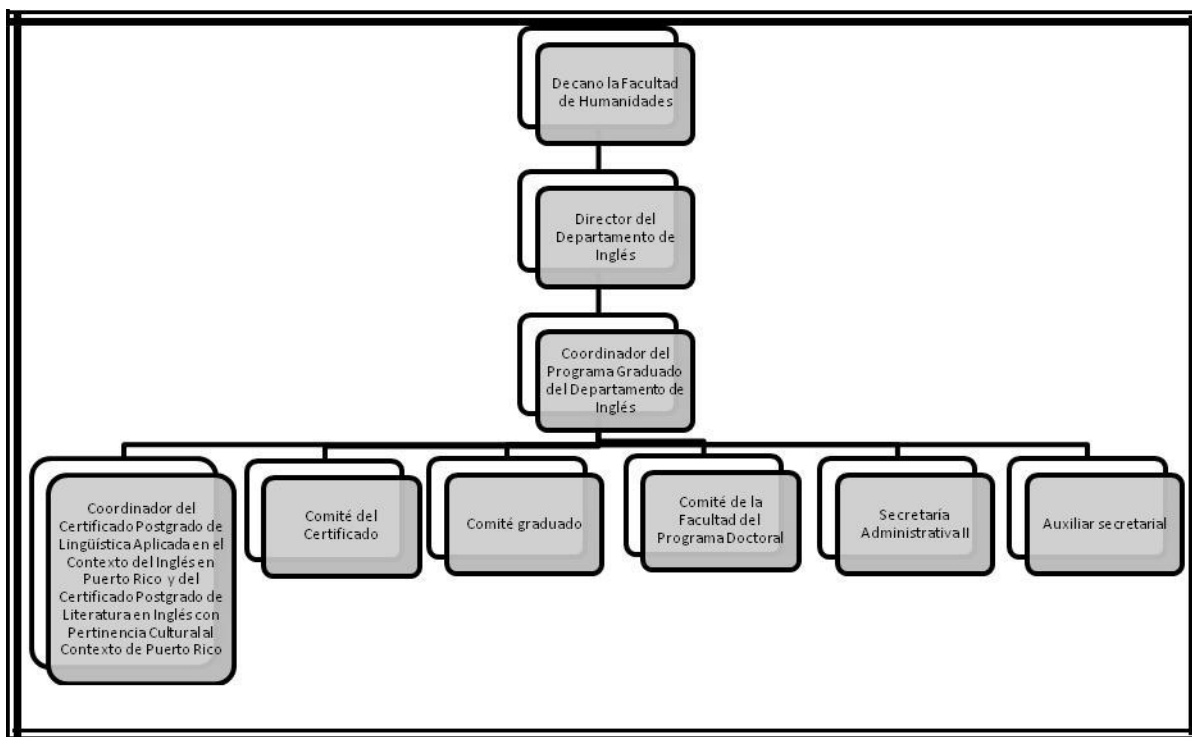 Decano la Facultad
de Humanidades
Director del
Departamento de
Inglés
Coordinador del
Programa Graduado
del Departamento de
Inglés
Coordinador del
Certificado Postgrado de
Lingüística Aplicada en el
Contexto del Inglés en
Puerto Rico y del
Certificado Postgrado de
Literatura en Inglés con
Pertinencia Cultural al
Contexto de Puerto Rico
Comité del
Certificado
Comité graduado
Comité de la
Facultad del
Programa Doctoral
Secretaría
Administrativa II
Auxiliar secretarial